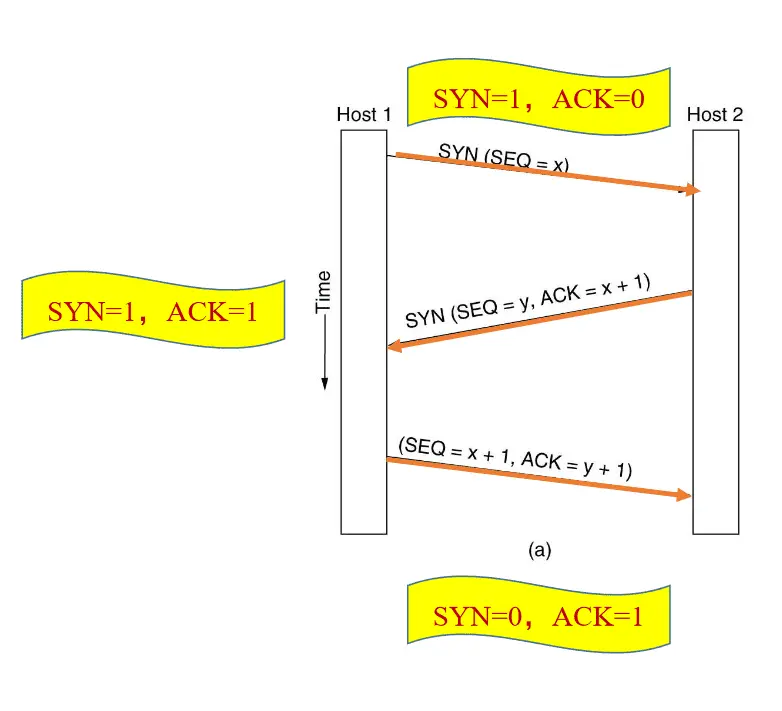 SYN=1，ACK=0
Host 1
Host 2
SYN (SEQ = x)
SYN=1，ACK=1
Time
SYN (SEQ = y, ACK = x + 1)
(SEQ = x + 1, ACK = y + 1)
(a)
SYN=0，ACK=1